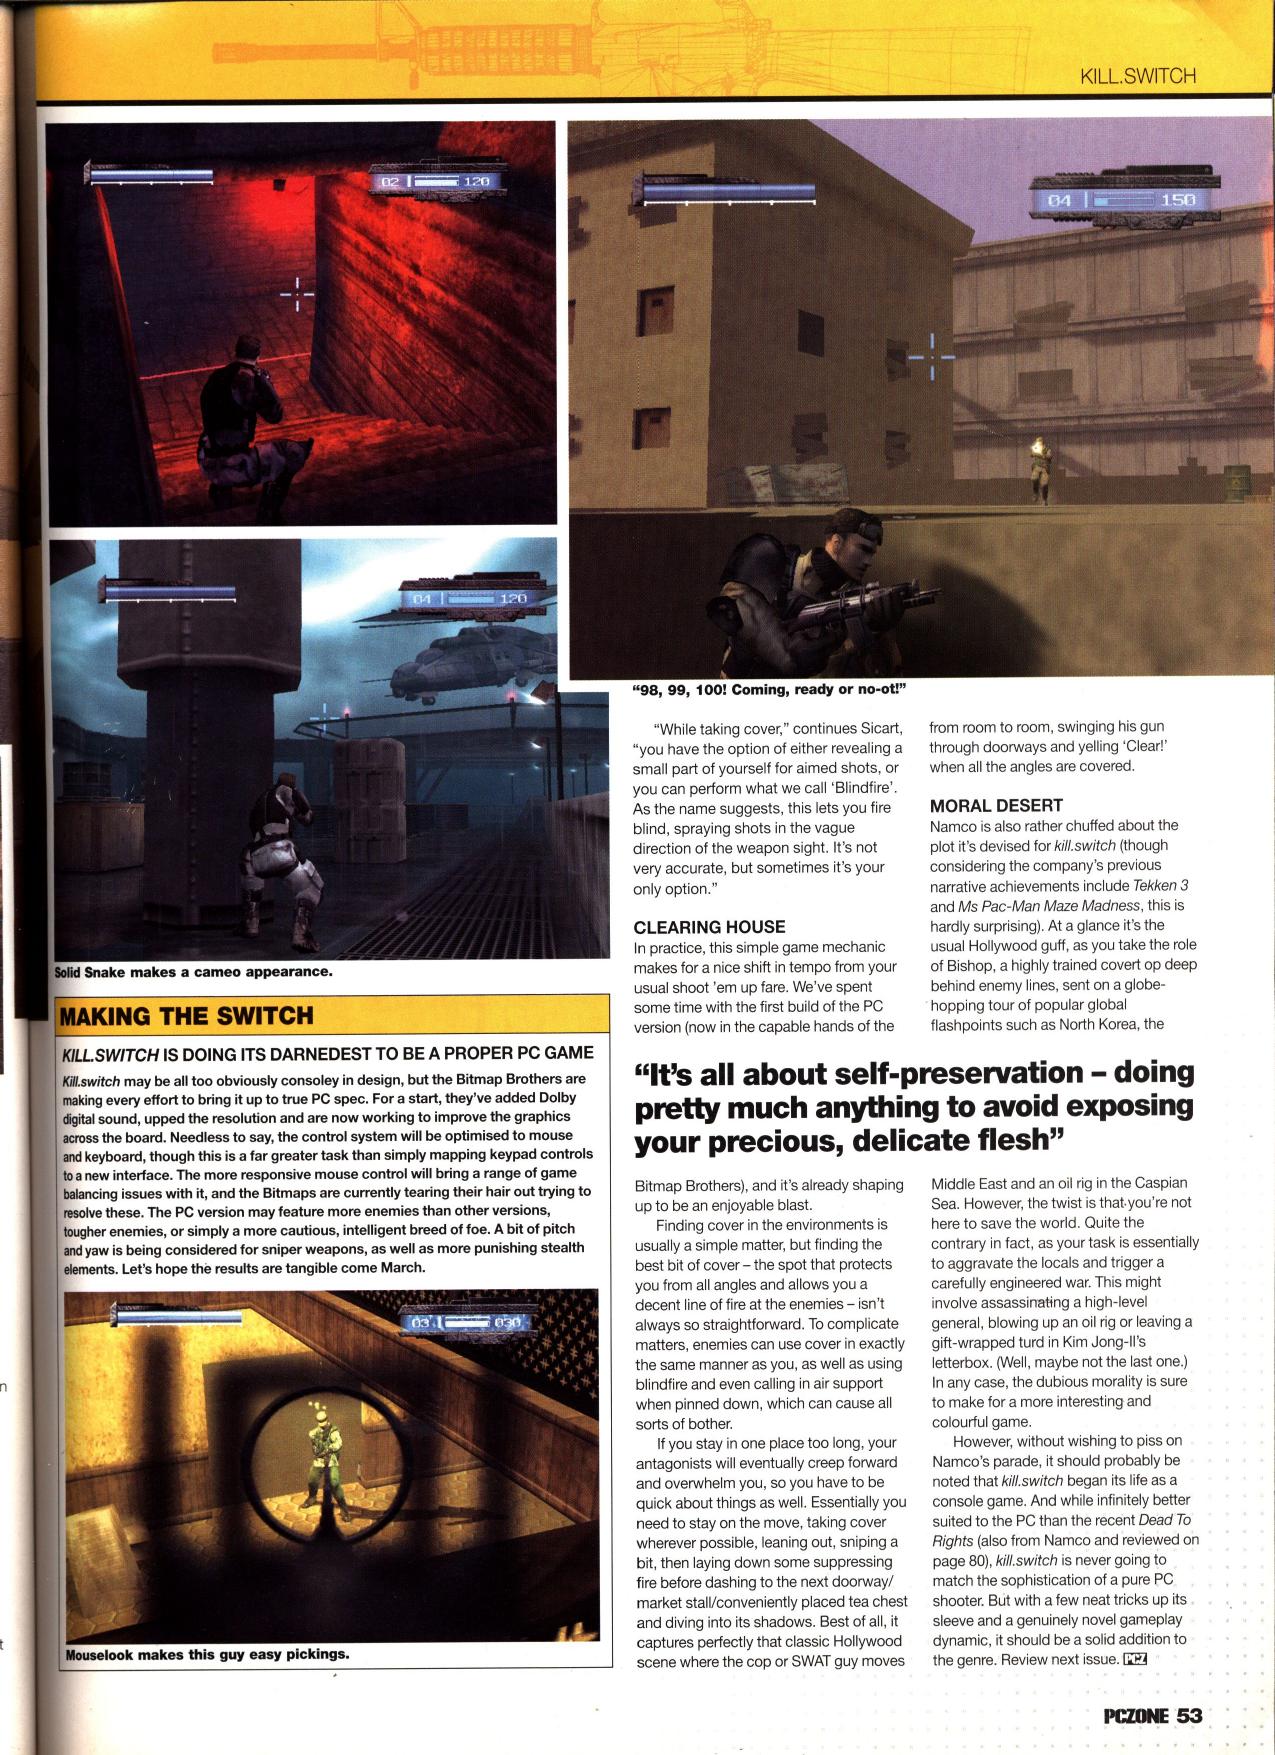 KILL.SWITCH
02 120
04 150
04 120
"98, 99, 100! Coming, ready or no-ot!"
Solid Snake makes a cameo appearance.
MAKING THE SWITCH
KILL.SWITCH IS DOING ITS DARNEDEST TO BE A PROPER PC GAME
Kill.switch may be all too obviously consoley in design, but the Bitmap Brothers are
making every effort to bring it up to true PC spec. For a start, they've added Dolby
digital sound, upped the resolution and are now working to improve the graphics
across the board. Needless to say, the control system will be optimised to mouse
and keyboard, though this is a far greater task than simply mapping keypad controls
to a new interface. The more responsive mouse control will bring a range of game
balancing issues with it, and the Bitmaps are currently tearing their hair out trying to
resolve these. The PC version may feature more enemies than other versions,
tougher enemies, or simply a more cautious, intelligent breed of foe. A bit of pitch
and yaw is being considered for sniper weapons, as well as more punishing stealth
elements. Let's hope the results are tangible come March.
03 030
Mouselook makes this guy easy pickings.
"While taking cover," continues Sicart,
"you have the option of either revealing a
small part of yourself for aimed shots, or
you can perform what we call 'Blindfire'.
As the name suggests, this lets you fire
blind, spraying shots in the vague
direction of the weapon sight. It's not
very accurate, but sometimes it's your
only option."
CLEARING HOUSE
In practice, this simple game mechanic
makes for a nice shift in tempo from your
usual shoot 'em up fare. We've spent
some time with the first build of the PC
version (now in the capable hands of the
"It's all about self-preservation – doing
pretty much anything to avoid exposing
your precious, delicate flesh"
Bitmap Brothers), and it's already shaping
up to be an enjoyable blast.
Finding cover in the environments is
usually a simple matter, but finding the
best bit of cover – the spot that protects
you from all angles and allows you a
decent line of fire at the enemies – isn't
always so straightforward. To complicate
matters, enemies can use cover in exactly
the same manner as you, as well as using
blindfire and even calling in air support
when pinned down, which can cause all
sorts of bother.
If you stay in one place too long, your
antagonists will eventually creep forward
and overwhelm you, so you have to be
quick about things as well. Essentially you
need to stay on the move, taking cover
wherever possible, leaning out, sniping a
bit, then laying down some suppressing
fire before dashing to the next doorway/
market stall/conveniently placed tea chest
and diving into its shadows. Best of all, it
captures perfectly that classic Hollywood
scene where the cop or SWAT guy moves
from room to room, swinging his gun
through doorways and yelling 'Clear!'
when all the angles are covered.
MORAL DESERT
Namco is also rather chuffed about the
plot it's devised for kill.switch (though
considering the company's previous
narrative achievements include Tekken 3
and Ms Pac-Man Maze Madness, this is
hardly surprising). At a glance it's the
usual Hollywood guff, as you take the role
of Bishop, a highly trained covert op deep
behind enemy lines, sent on a globe-
hopping tour of popular global
flashpoints such as North Korea, the
Middle East and an oil rig in the Caspian
Sea. However, the twist is that you're not
here to save the world. Quite the
contrary in fact, as your task is essentially
to aggravate the locals and trigger a
carefully engineered war. This might
involve assassinating a high-level
general, blowing up an oil rig or leaving a
gift-wrapped turd in Kim Jong-Il's
letterbox. (Well, maybe not the last one.)
In any case, the dubious morality is sure
to make for a more interesting and
colourful game.
However, without wishing to piss on
Namco's parade, it should probably be
noted that kill.switch began its life as a
console game. And while infinitely better
suited to the PC than the recent Dead To
Rights (also from Namco and reviewed on
page 80), kill.switch is never going to
match the sophistication of a pure PC
shooter. But with a few neat tricks up its
sleeve and a genuinely novel gameplay
dynamic, it should be a solid addition to
the genre. Review next issue. PCZ
PCZONE 53